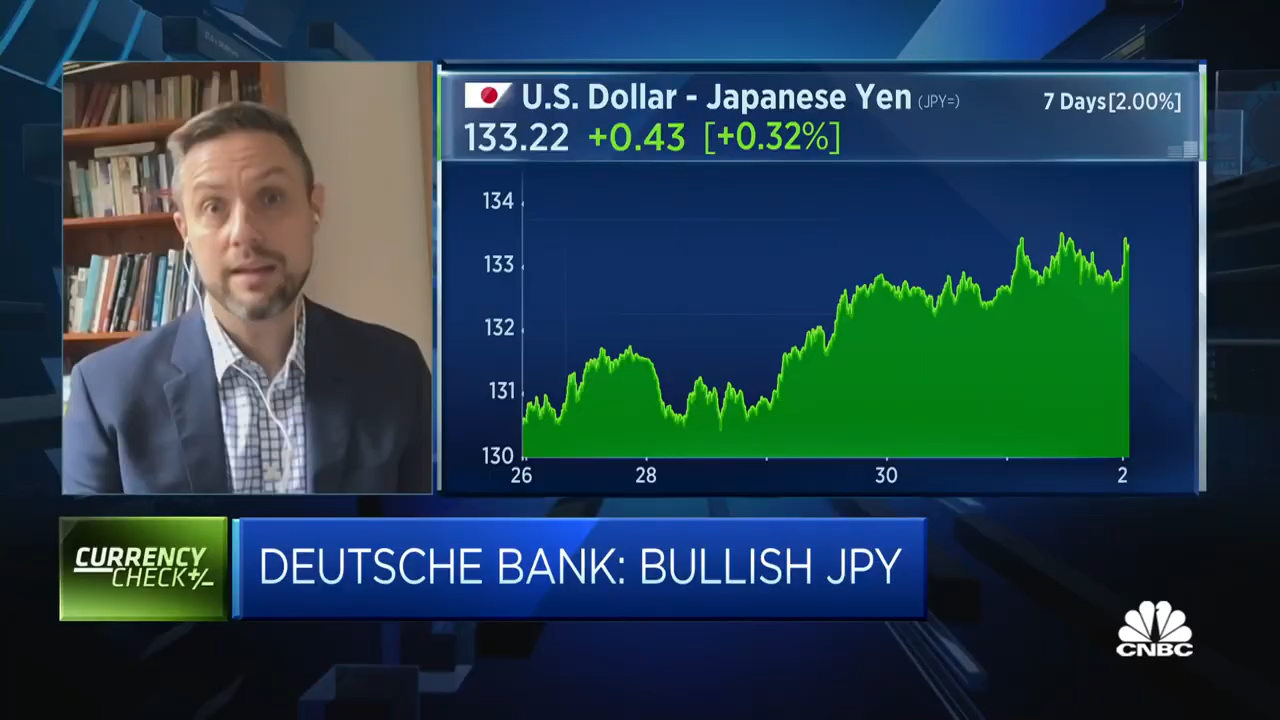 U.S. Dollar - Japanese Yen (JPY=)
7 Days[2.00%]
133.22 +0.43 [+0.32%]
134
133
132
131
130
26 28 30 2
CURRENCY
CHECK+/-
DEUTSCHE BANK: BULLISH JPY
CNBC